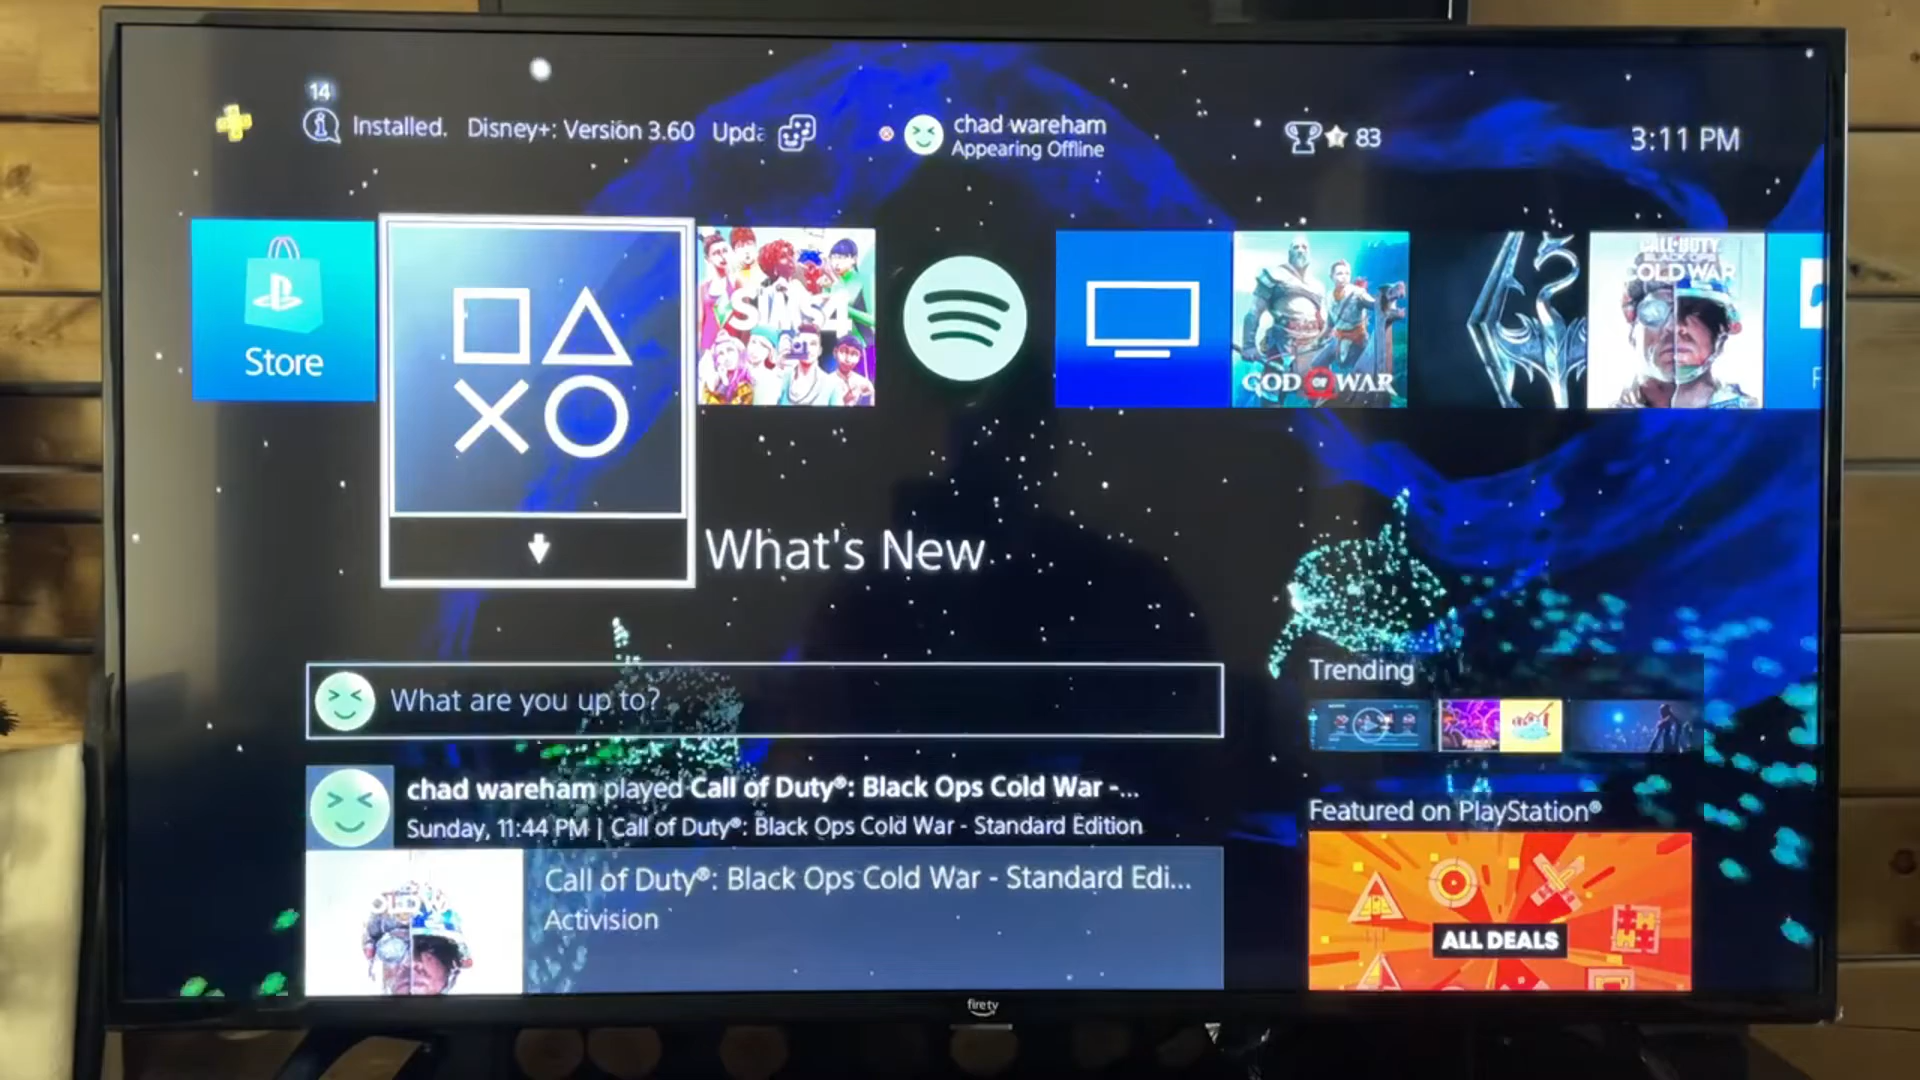 14
Installed. Disney+: Version 3.60 Upda
chad wareham
Appearing Offline
83
3:11 PM
Store
SIMS4
GOD OF WAR
CALL OF DUTY
BLACK OPS
COLD WAR
What's New
What are you up to?
Trending
chad wareham played Call of Duty®: Black Ops Cold War -...
Sunday, 11:44 PM | Call of Duty®: Black Ops Cold War - Standard Edition
Featured on PlayStation®
Call of Duty®: Black Ops Cold War - Standard Edi...
Activision
ALL DEALS
firetv